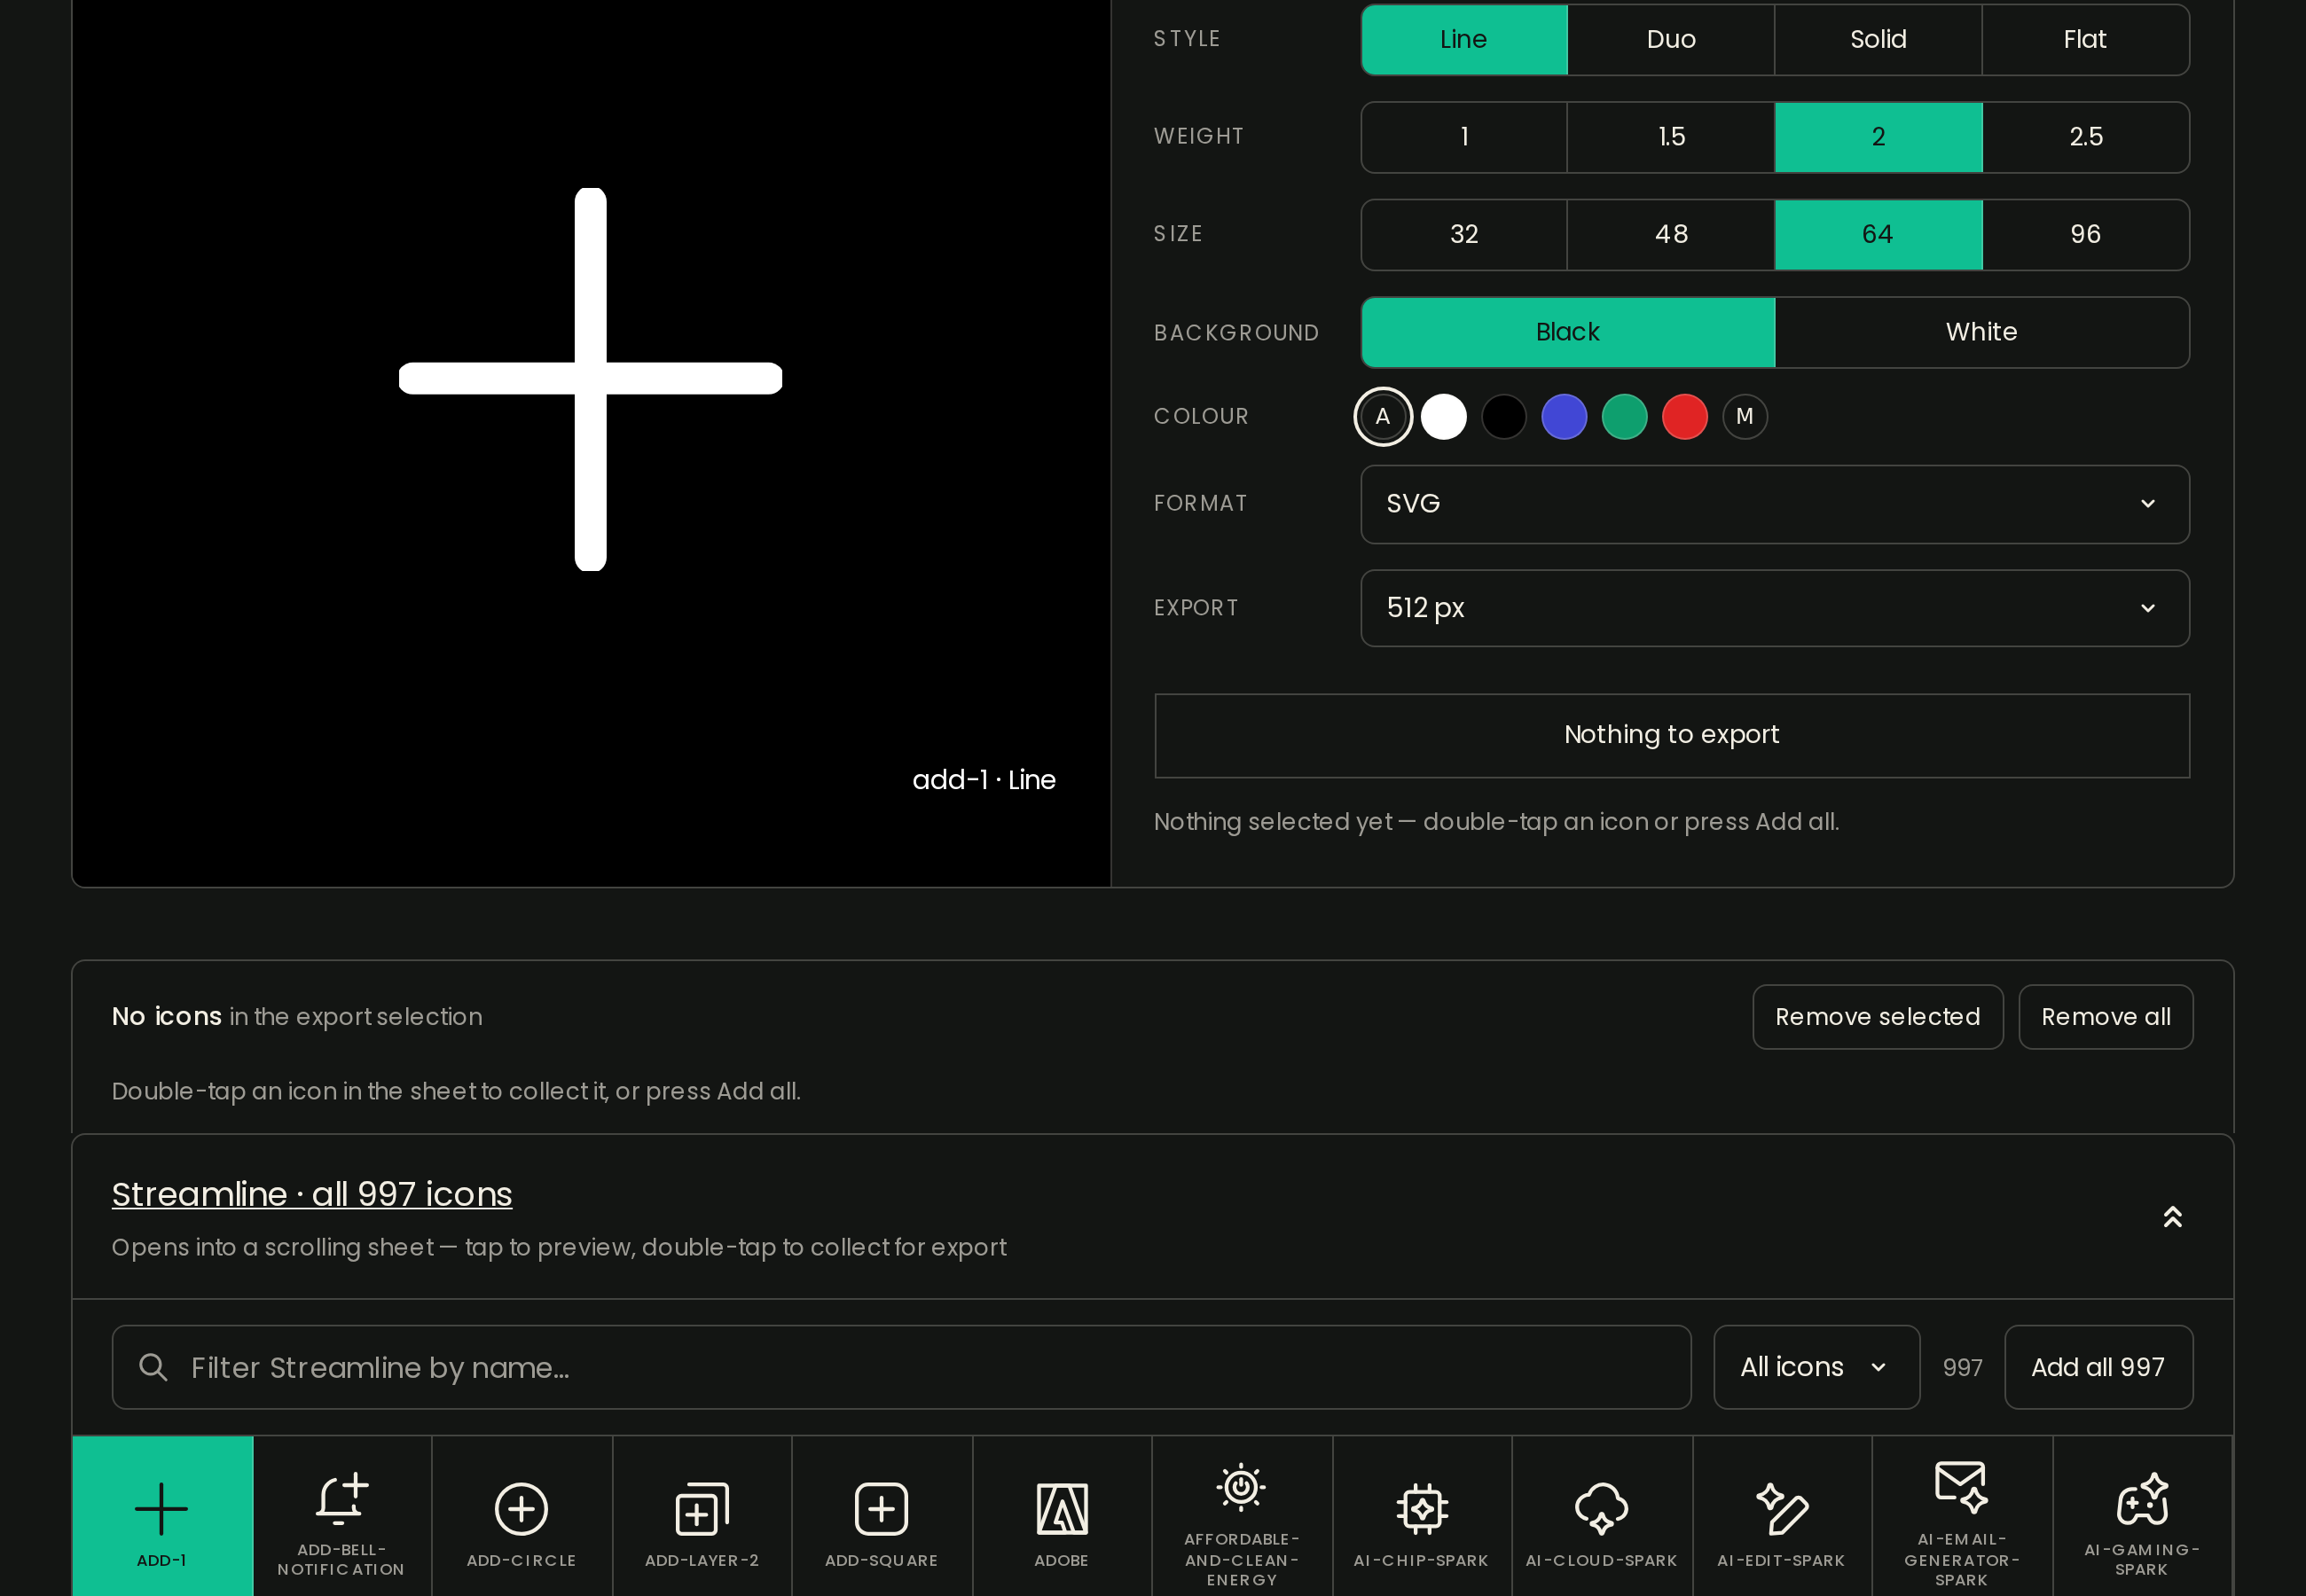 STYLE
Line
Duo
Solid
Flat
WEIGHT
1
1.5
2
2.5
SIZE
32
48
64
96
BACKGROUND
Black
White
COLOUR
A
M
FORMAT
SVG
EXPORT
512 px
Nothing to export
add-1 · Line
Nothing selected yet — double-tap an icon or press Add all.
No icons in the export selection
Remove selected
Remove all
Double-tap an icon in the sheet to collect it, or press Add all.
Streamline · all 997 icons
Opens into a scrolling sheet — tap to preview, double-tap to collect for export
Filter Streamline by name...
All icons
997
Add all 997
ADD-1
ADD-BELL-
NOTIFICATION
ADD-CIRCLE
ADD-LAYER-2
ADD-SQUARE
ADOBE
AFFORDABLE-
AND-CLEAN-
ENERGY
AI-CHIP-SPARK
AI-CLOUD-SPARK
AI-EDIT-SPARK
AI-EMAIL-
GENERATOR-
SPARK
AI-GAMING-
SPARK